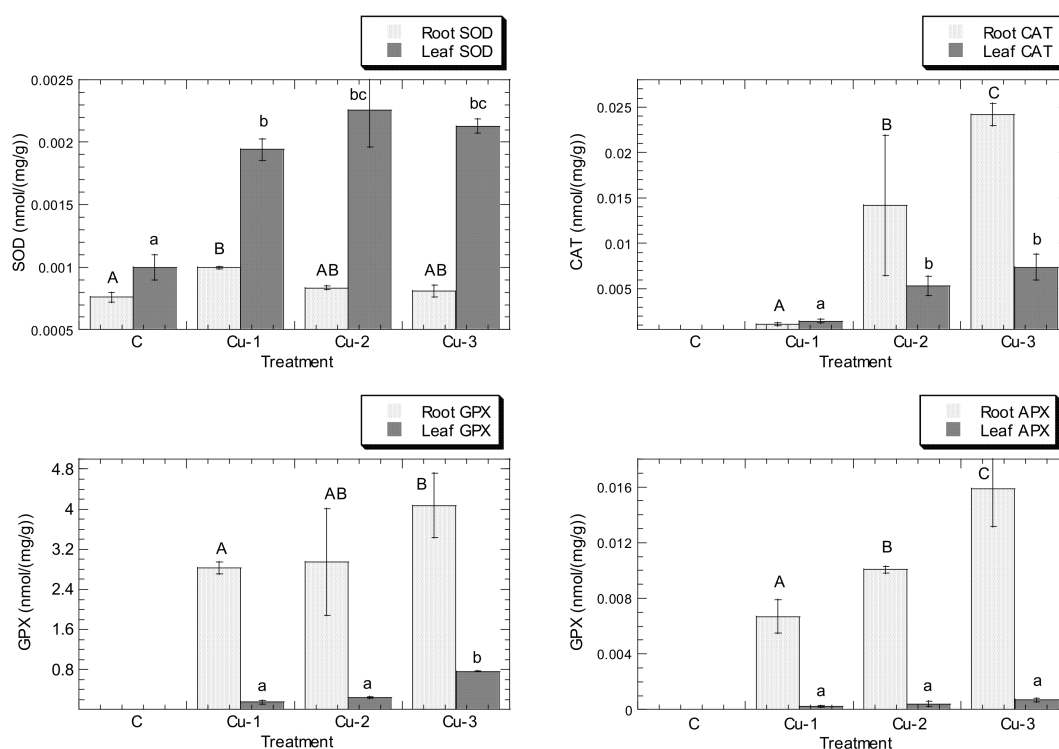 Root SOD
Leaf SOD
0.0025
0.002
0.0015
0.001
0.0005
SOD (nmol/(mg/g))
A
a
B
b
AB
bc
AB
bc
C
Cu-1
Cu-2
Cu-3
Treatment
Root CAT
Leaf CAT
0.025
0.02
0.015
0.01
0.005
CAT (nmol/(mg/g))
A
a
B
b
C
b
C
Cu-1
Cu-2
Cu-3
Treatment
Root GPX
Leaf GPX
4.8
4
3.2
2.4
1.6
0.8
GPX (nmol/(mg/g))
A
a
AB
a
B
b
C
Cu-1
Cu-2
Cu-3
Treatment
Root APX
Leaf APX
0.016
0.012
0.008
0.004
0
GPX (nmol/(mg/g))
A
a
B
a
C
a
C
Cu-1
Cu-2
Cu-3
Treatment